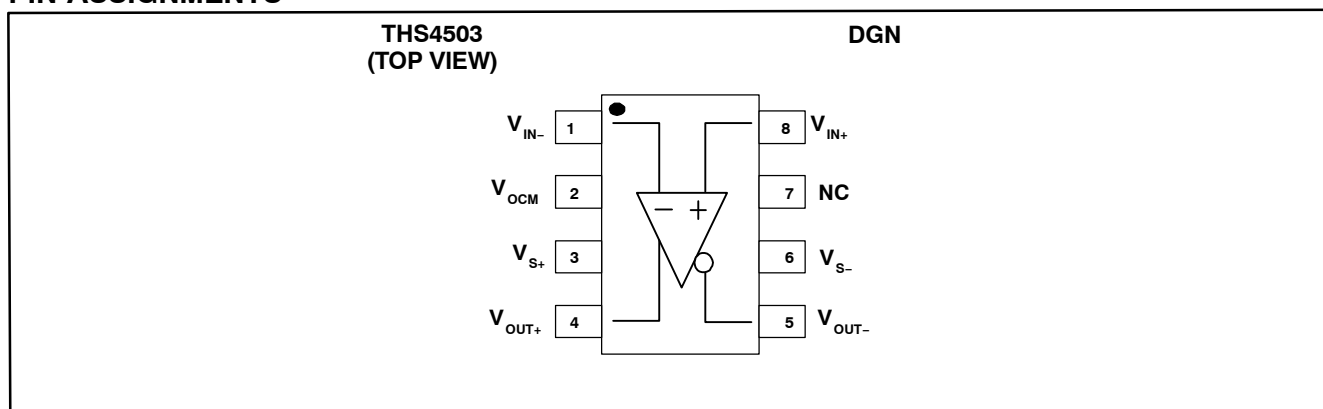 THS4503
(TOP VIEW)
DGN
V_IN− 1
8 V_IN+
V_OCM 2
7 NC
V_S+ 3
6 V_S−
V_OUT+ 4
5 V_OUT−
− +